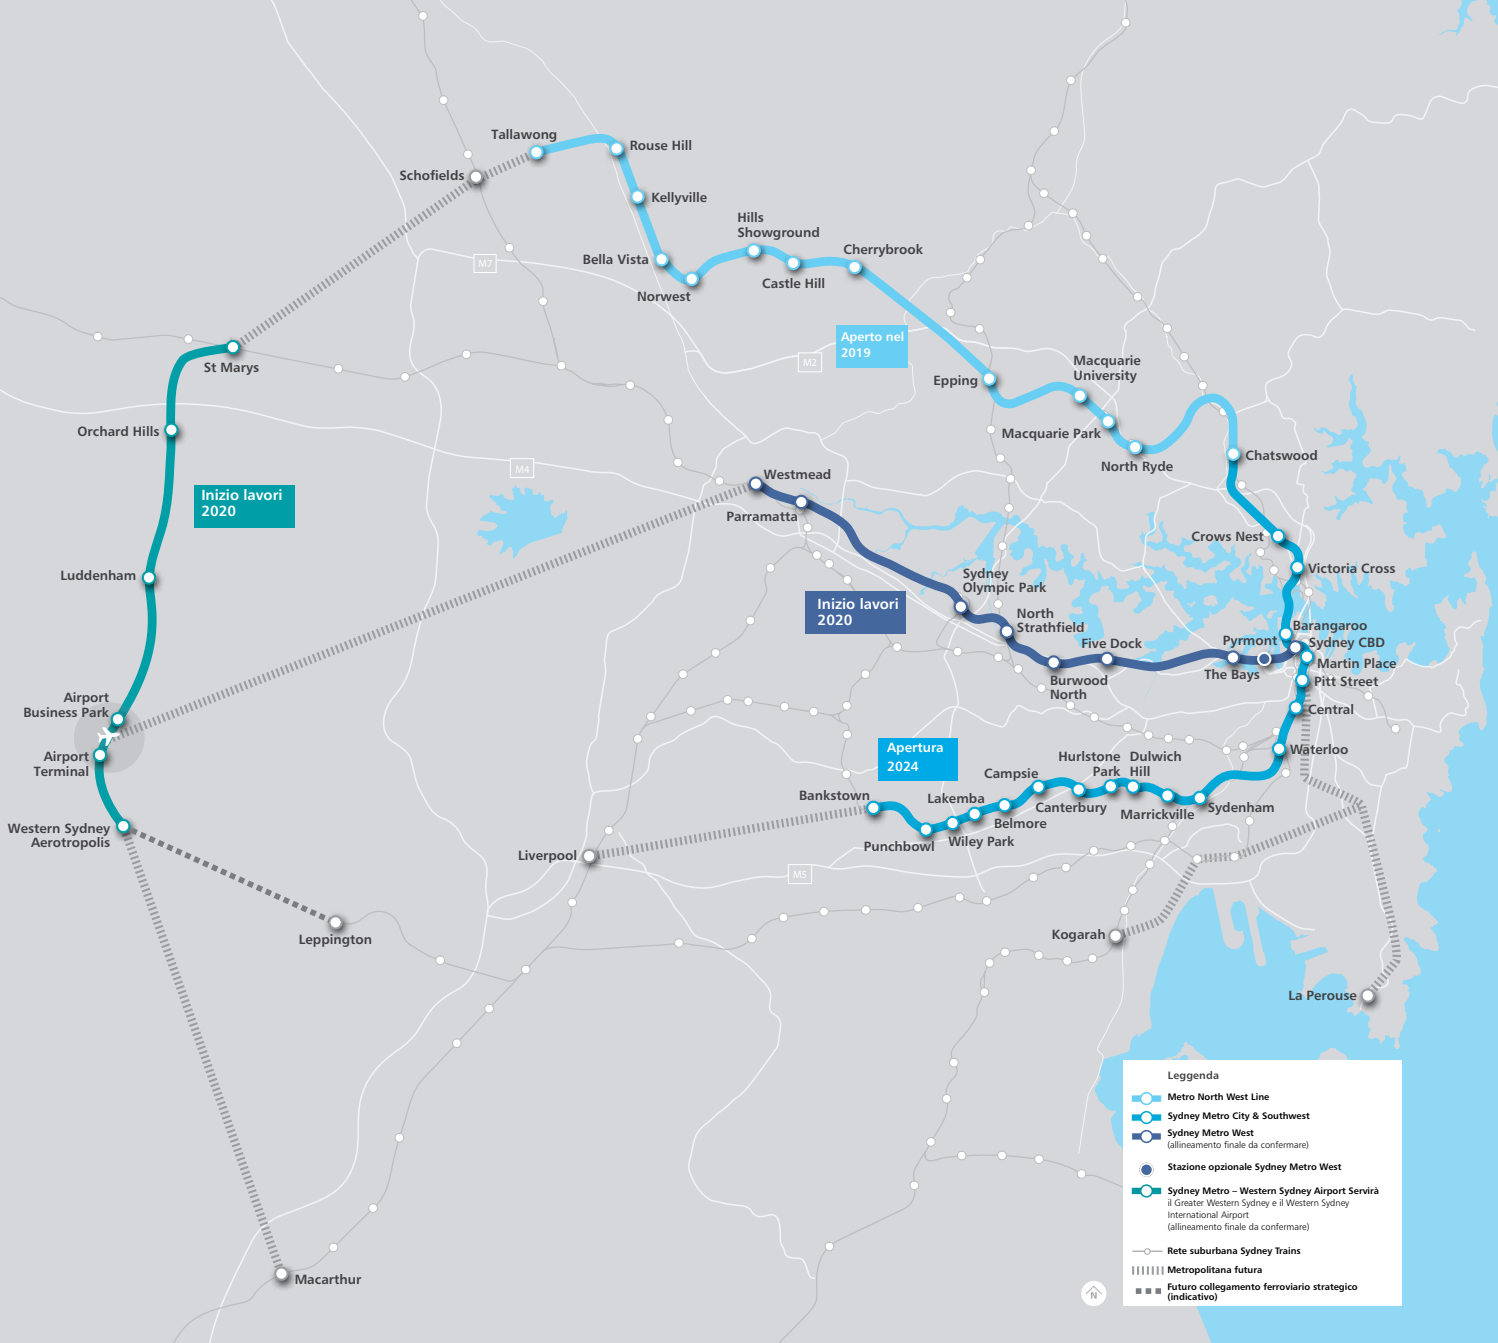 Tallawong
Rouse Hill
Schofields
Kellyville
Hills
Showground
Cherrybrook
Bella Vista
M7
Castle Hill
Norwest
Aperto nel
2019
St Marys
M2
Macquarie
University
Epping
Orchard Hills
Macquarie Park
Chatswood
North Ryde
M4
Westmead
Inizio lavori
2020
Parramatta
Crows Nest
Victoria Cross
Luddenham
Sydney
Olympic Park
Inizio lavori
2020
North
Strathfield
Barangaroo
Five Dock
Pyrmont
Sydney CBD
Martin Place
The Bays
Burwood
North
Pitt Street
Airport
Business Park
Central
Airport
Terminal
Apertura
2024
Waterloo
Hurlstone
Park
Dulwich
Hill
Campsie
Bankstown
Lakemba
Canterbury
Sydenham
Marrickville
Belmore
Western Sydney
Aerotropolis
Wiley Park
Punchbowl
Liverpool
M5
Leppington
Kogarah
La Perouse
Macarthur
N
Leggenda
Metro North West Line
Sydney Metro City & Southwest
Sydney Metro West
(allineamento finale da confermare)
Stazione opzionale Sydney Metro West
Sydney Metro – Western Sydney Airport Servirà
il Greater Western Sydney e il Western Sydney
International Airport
(allineamento finale da confermare)
Rete suburbana Sydney Trains
Metropolitana futura
Futuro collegamento ferroviario strategico
(indicativo)